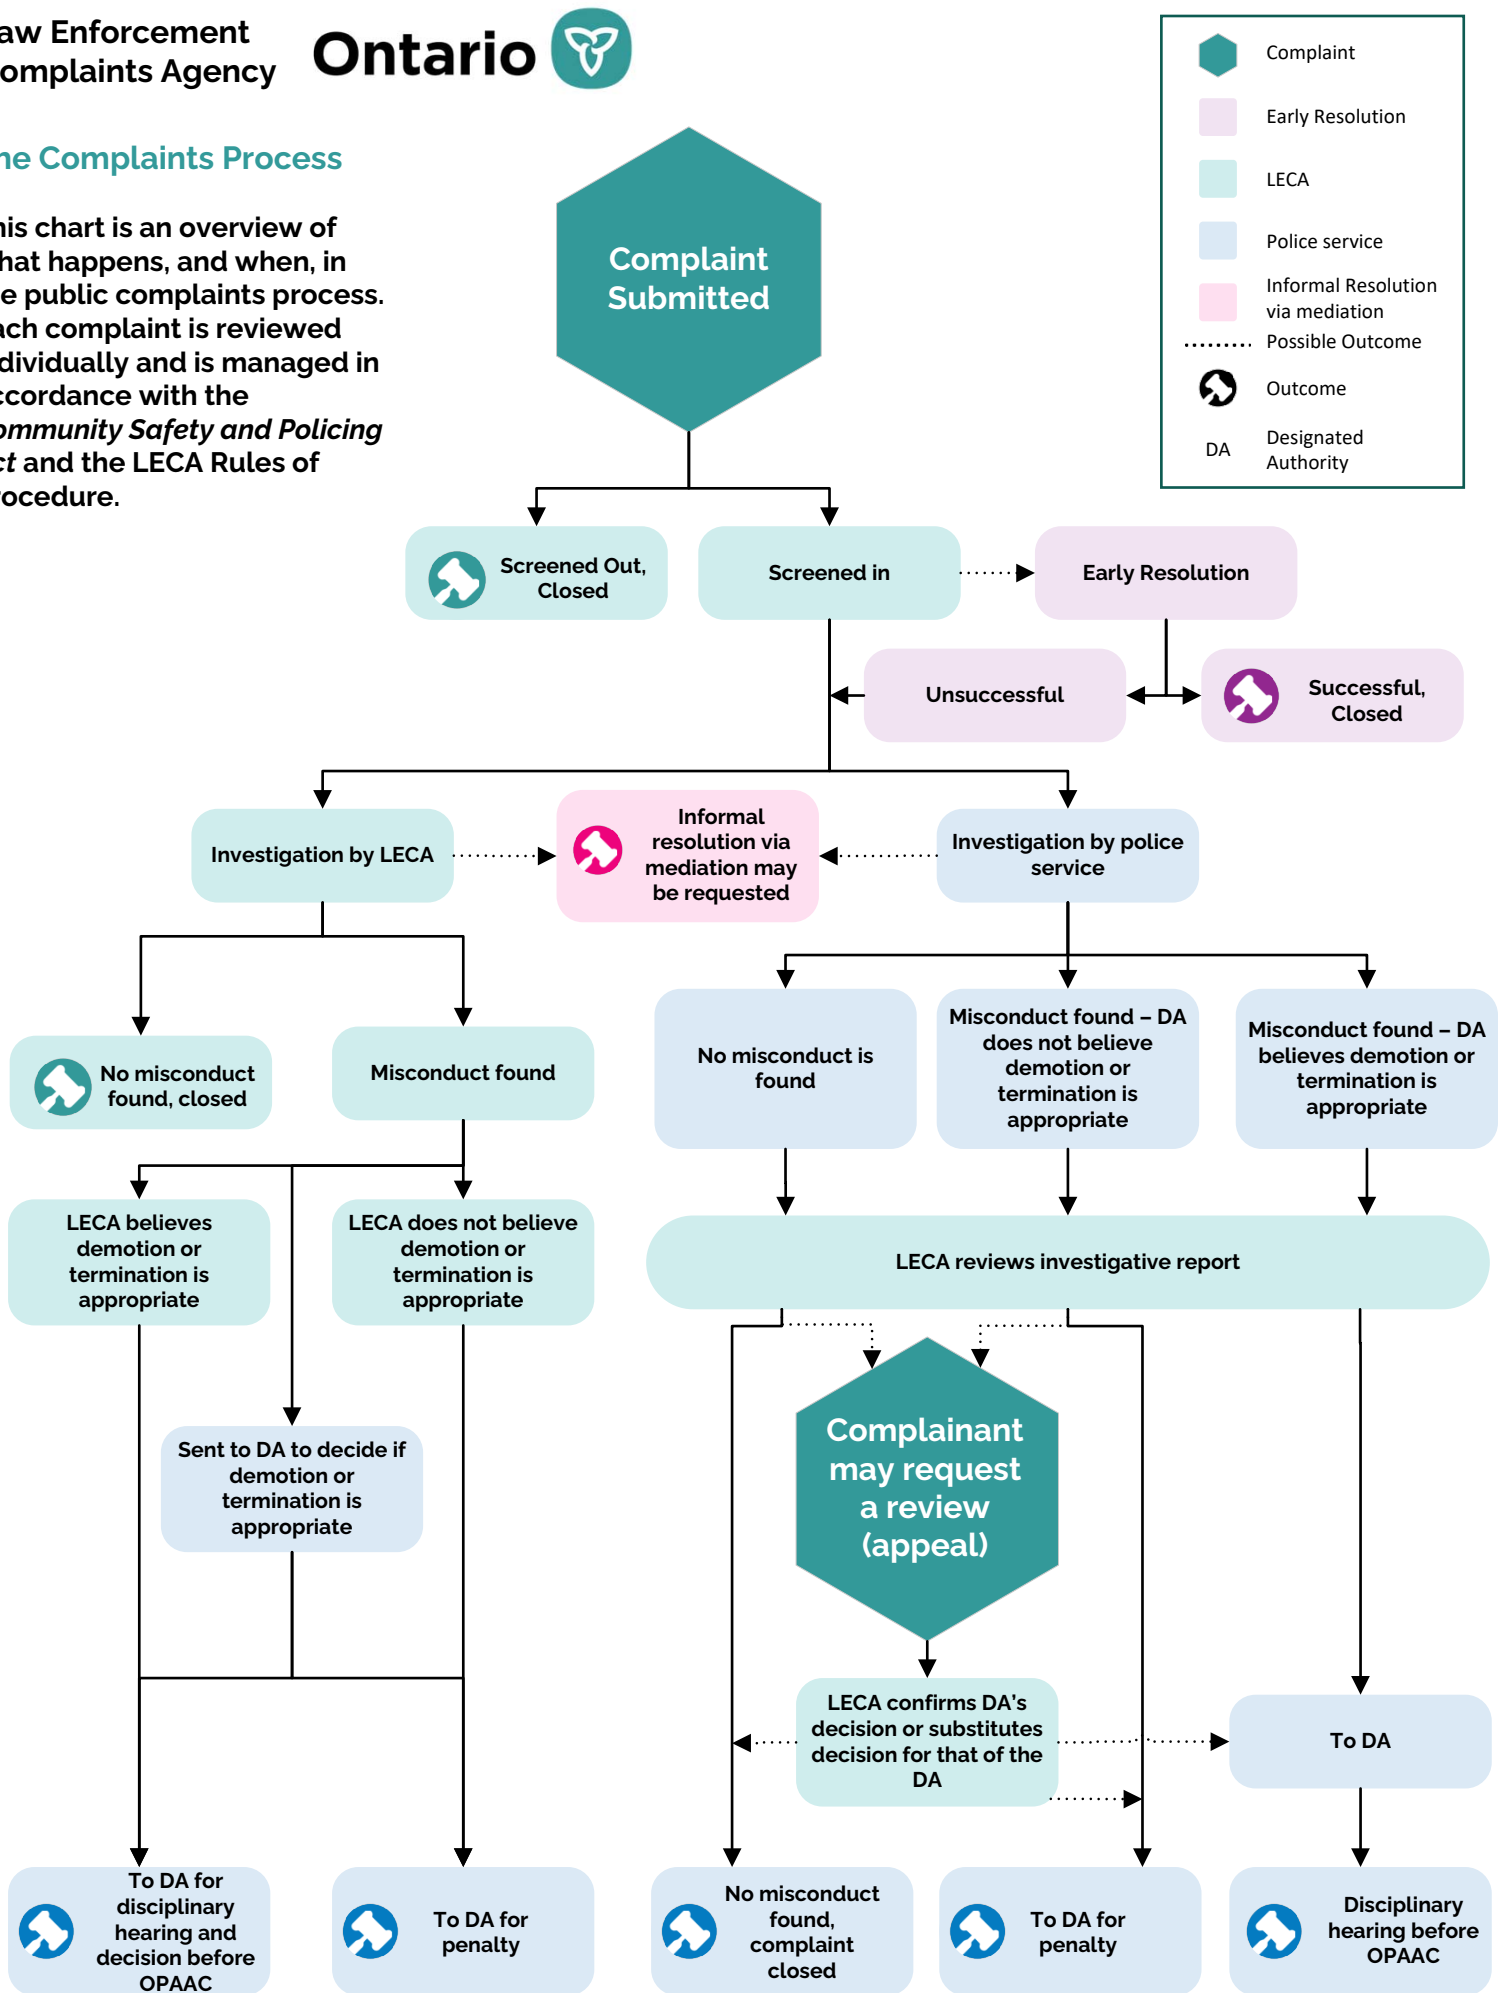 aw Enforcement
omplaints Agency
Ontario
he Complaints Process
his chart is an overview of
hat happens, and when, in
e public complaints process.
ach complaint is reviewed
dividually and is managed in
ccordance with the
ommunity Safety and Policing
ct and the LECA Rules of
rocedure.
Complaint
Early Resolution
LECA
Police service
Informal Resolution
via mediation
Possible Outcome
Outcome
DA
Designated
Authority
Complaint
Submitted
Screened Out,
Closed
Screened in
Early Resolution
Unsuccessful
Successful,
Closed
Investigation by LECA
Informal
resolution via
mediation may
be requested
Investigation by police
service
No misconduct
found, closed
Misconduct found
No misconduct is
found
Misconduct found – DA
does not believe
demotion or
termination is
appropriate
Misconduct found – DA
believes demotion or
termination is
appropriate
LECA believes
demotion or
termination is
appropriate
LECA does not believe
demotion or
termination is
appropriate
LECA reviews investigative report
Sent to DA to decide if
demotion or
termination is
appropriate
Complainant
may request
a review
(appeal)
LECA confirms DA’s
decision or substitutes
decision for that of the
DA
To DA
To DA for
disciplinary
hearing and
decision before
OPAAC
To DA for
penalty
No misconduct
found,
complaint
closed
To DA for
penalty
Disciplinary
hearing before
OPAAC